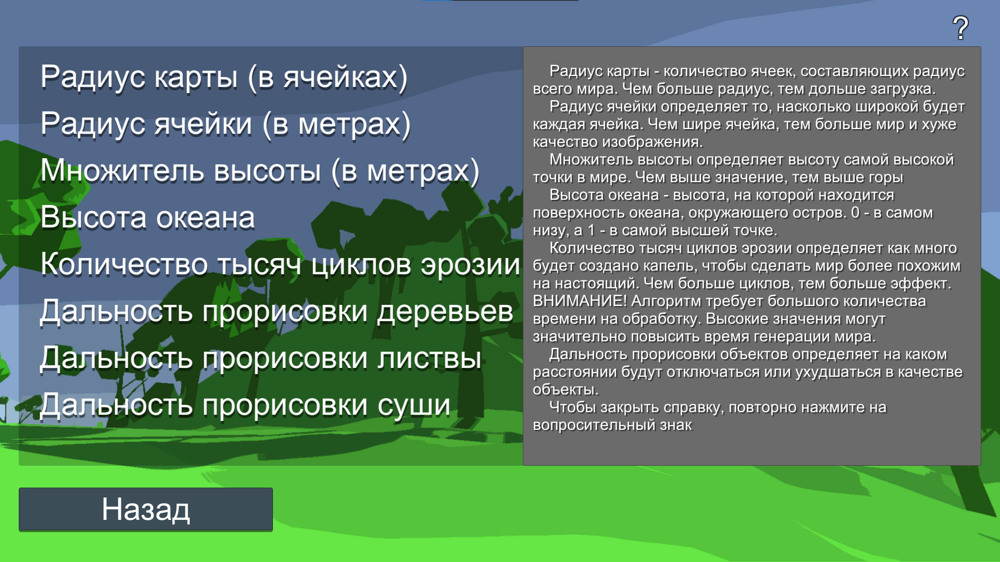 ?
Радиус карты (в ячейках)
Радиус ячейки (в метрах)
Множитель высоты (в метрах)
Высота океана
Количество тысяч циклов эрозии
Дальность прорисовки деревьев
Дальность прорисовки листвы
Дальность прорисовки суши
Радиус карты - количество ячеек, составляющих радиус
всего мира. Чем больше радиус, тем дольше загрузка.
Радиус ячейки определяет то, насколько широкой будет
каждая ячейка. Чем шире ячейка, тем больше мир и хуже
качество изображения.
Множитель высоты определяет высоту самой высокой
точки в мире. Чем выше значение, тем выше горы
Высота океана - высота, на которой находится
поверхность океана, окружающего остров. 0 - в самом
низу, а 1 - в самой высшей точке.
Количество тысяч циклов эрозии определяет как много
будет создано капель, чтобы сделать мир более похожим
на настоящий. Чем больше циклов, тем больше эффект.
ВНИМАНИЕ! Алгоритм требует большого количества
времени на обработку. Высокие значения могут
значительно повысить время генерации мира.
Дальность прорисовки объектов определяет на каком
расстоянии будут отключаться или ухудшаться в качестве
объекты.
Чтобы закрыть справку, повторно нажмите на
вопросительный знак
Назад